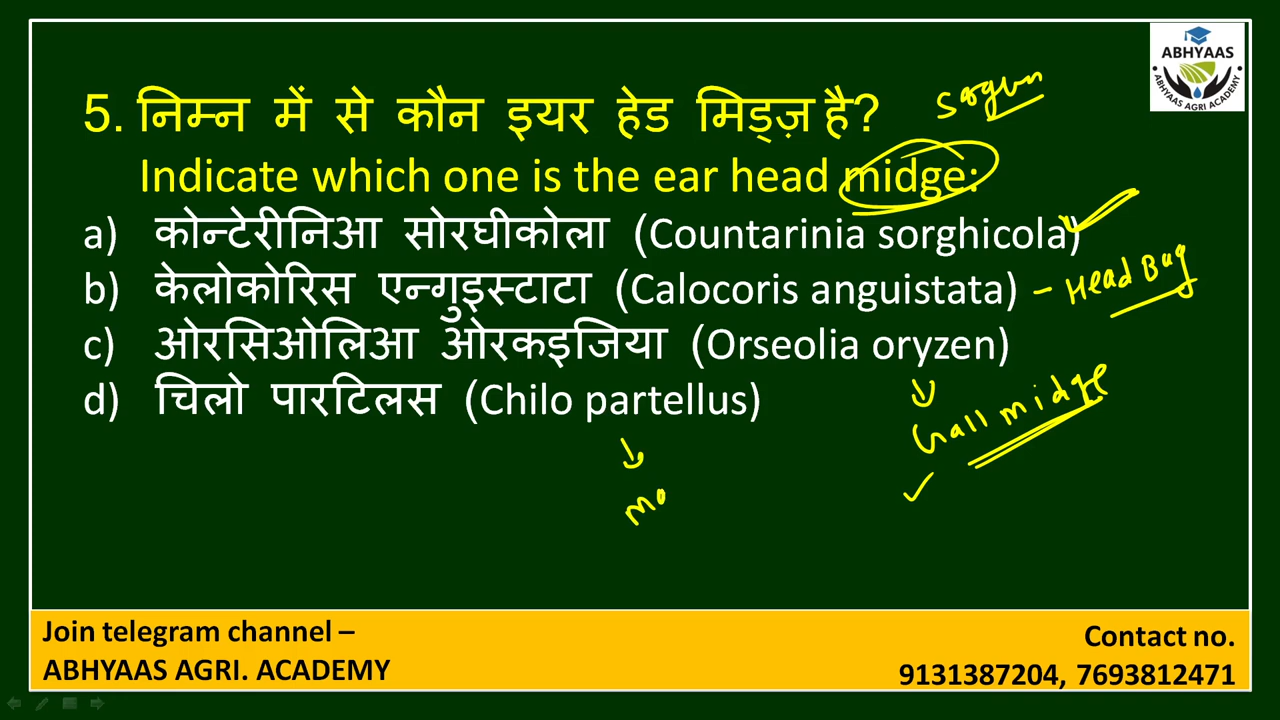 ABHYAAS
ABHYAAS AGRI ACADEMY
5. निम्न में से कौन इयर हेड मिड्ज़ है?
Indicate which one is the ear head midge:
a) कोन्टेरीनिआ सोरघीकोला (Countarinia sorghicola)
b) केलोकोरिस एन्गुइस्टाटा (Calocoris anguistata) - Head Bug
c) ओरसिओलिआ ओरकइजिया (Orseolia oryzen)
d) चिलो पारटिलस (Chilo partellus)
Gall midge
mo
Join telegram channel –
ABHYAAS AGRI. ACADEMY
Contact no.
9131387204, 7693812471